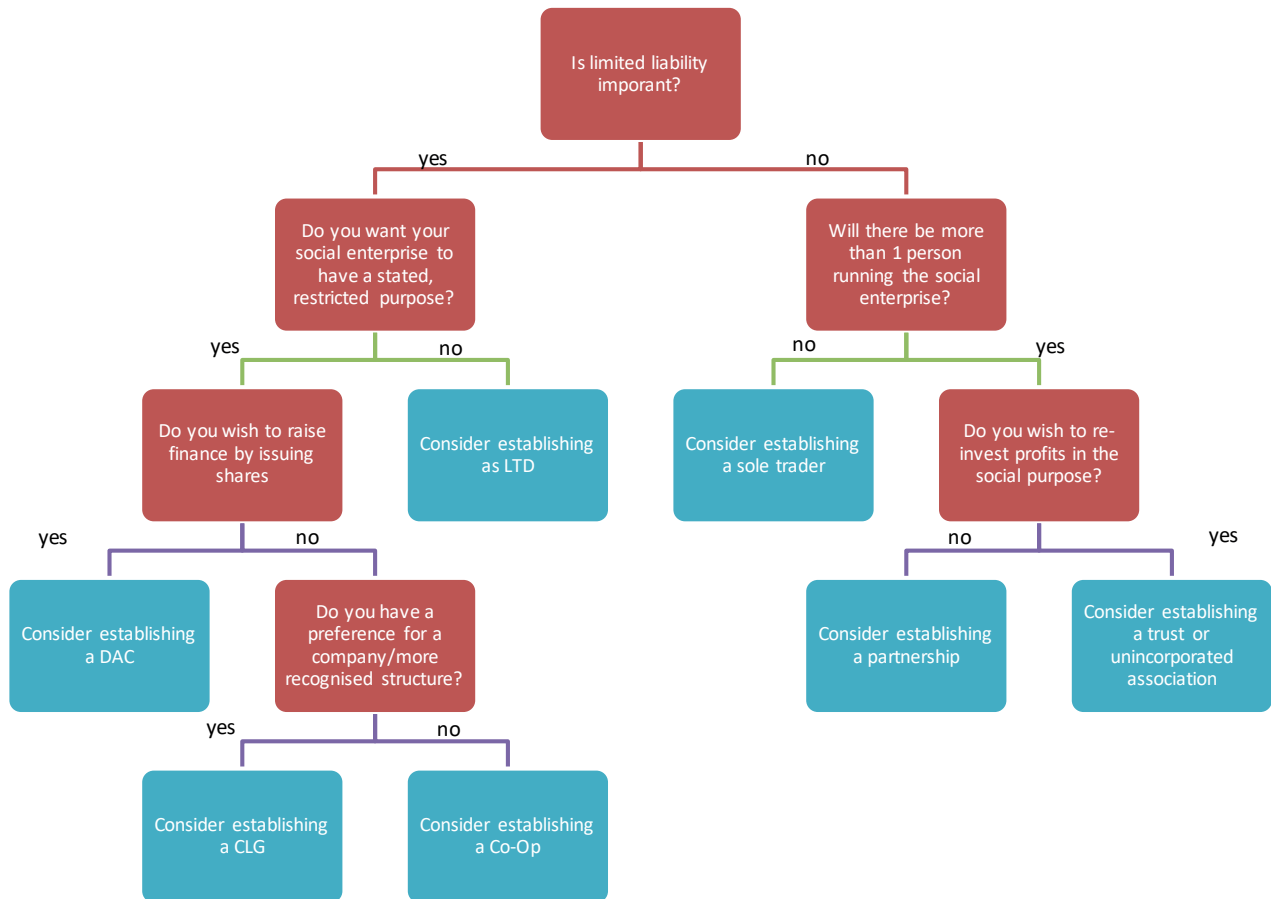 Is limited liability
imporant?
yes
no
Do you want your
social enterprise to
have a stated,
restricted purpose?
Will there be more
than 1 person
running the social
enterprise?
yes
no
no
yes
Do you wish to raise
finance by issuing
shares
Consider establishing
as LTD
Consider establishing
a sole trader
Do you wish to re-
invest profits in the
social purpose?
yes
no
no
yes
Consider establishing
a DAC
Do you have a
preference for a
company/more
recognised structure?
Consider establishing
a partnership
Consider establishing
a trust or
unincorporated
association
yes
no
Consider establishing
a CLG
Consider establishing
a Co-Op